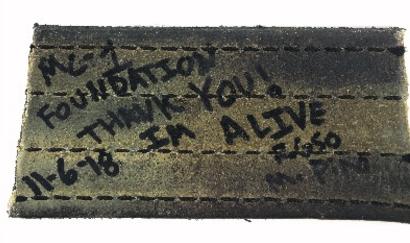 MC-1
FOUNDATION
THANK YOU!
IM ALIVE
11-6-18